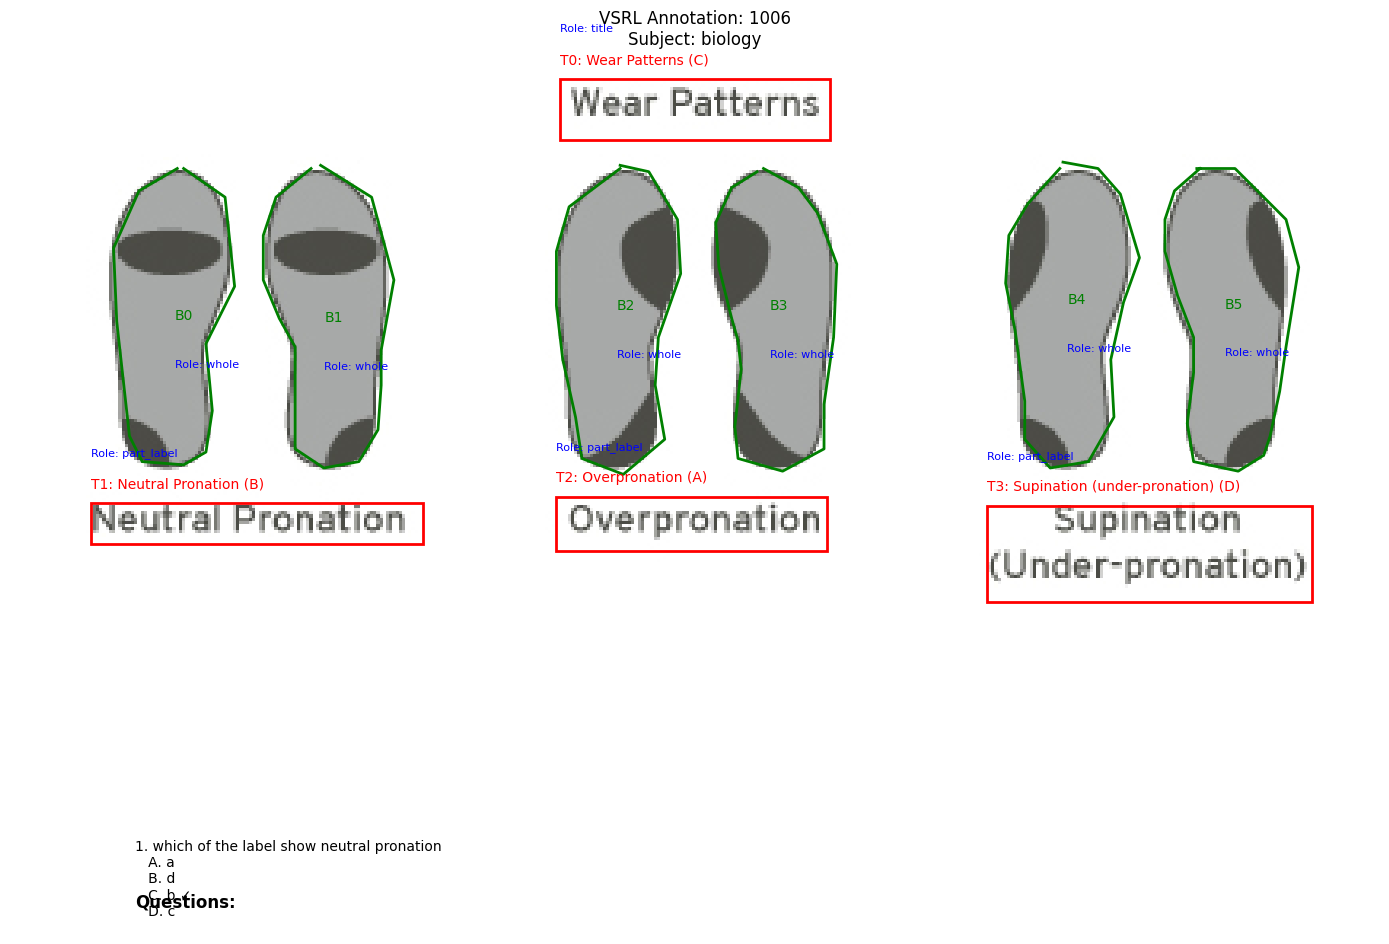 VSRL Annotation: 1006
Subject: biology
Role: title
T0: Wear Patterns (C)
Wear Patterns
B0
B1
B2
B3
B4
B5
Role: whole
Role: whole
Role: whole
Role: whole
Role: whole
Role: whole
Role: part_label
Role: part_label
Role: part_label
T1: Neutral Pronation (B)
T2: Overpronation (A)
T3: Supination (under-pronation) (D)
Neutral Pronation
Overpronation
Supination
(Under-pronation)
1. which of the label show neutral pronation
A. a
B. d
C. b ✓
Questions:
D. c